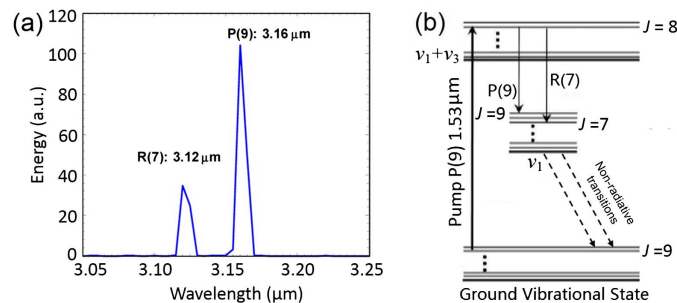 (a)
120
100
80
60
40
20
0
Energy (a.u.)
P(9): 3.16 μm
R(7): 3.12 μm
3.05 3.10 3.15 3.20 3.25
Wavelength (μm)
(b)
Pump P(9) 1.53μm
J = 8
ν1+ν3
P(9)
R(7)
J=9
J=7
ν1
Non-radiative
transitions
J=9
Ground Vibrational State